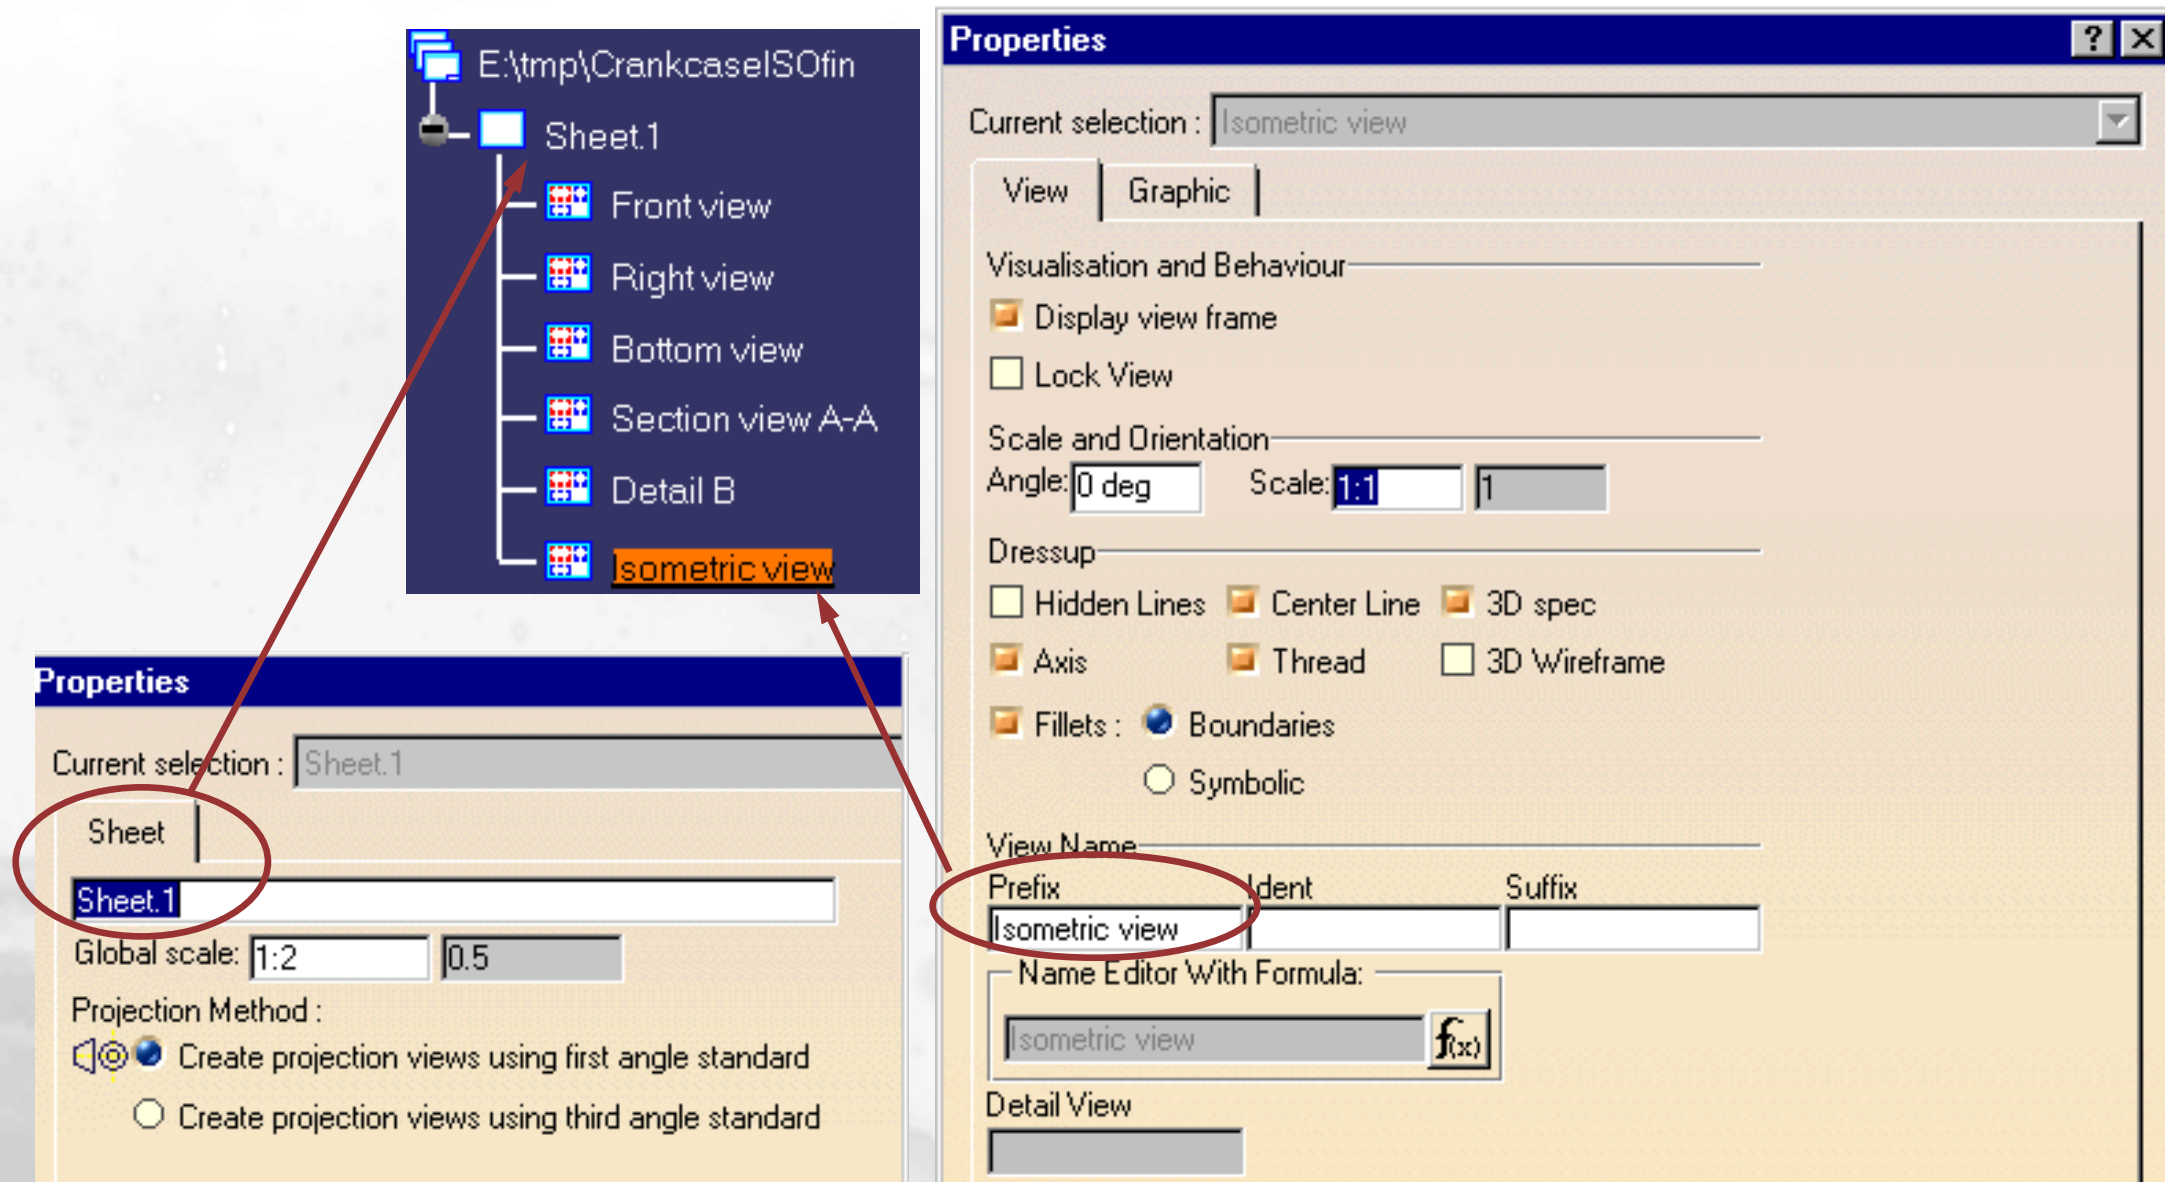 E:\tmp\CrankcaseISOfin
Sheet.1
Front view
Right view
Bottom view
Section view A-A
Detail B
Isometric view
Properties
Current selection : Sheet.1
Sheet
Sheet.1
Global scale: 1:2 0.5
Projection Method :
Create projection views using first angle standard
Create projection views using third angle standard
Properties
Current selection : Isometric view
View Graphic
Visualisation and Behaviour
Display view frame
Lock View
Scale and Orientation
Angle: 0 deg Scale: 1:1 1
Dressup
Hidden Lines Center Line 3D spec
Axis Thread 3D Wireframe
Fillets : Boundaries
Symbolic
View Name
Prefix Ident Suffix
Isometric view
Name Editor With Formula:
Isometric view f(x)
Detail View